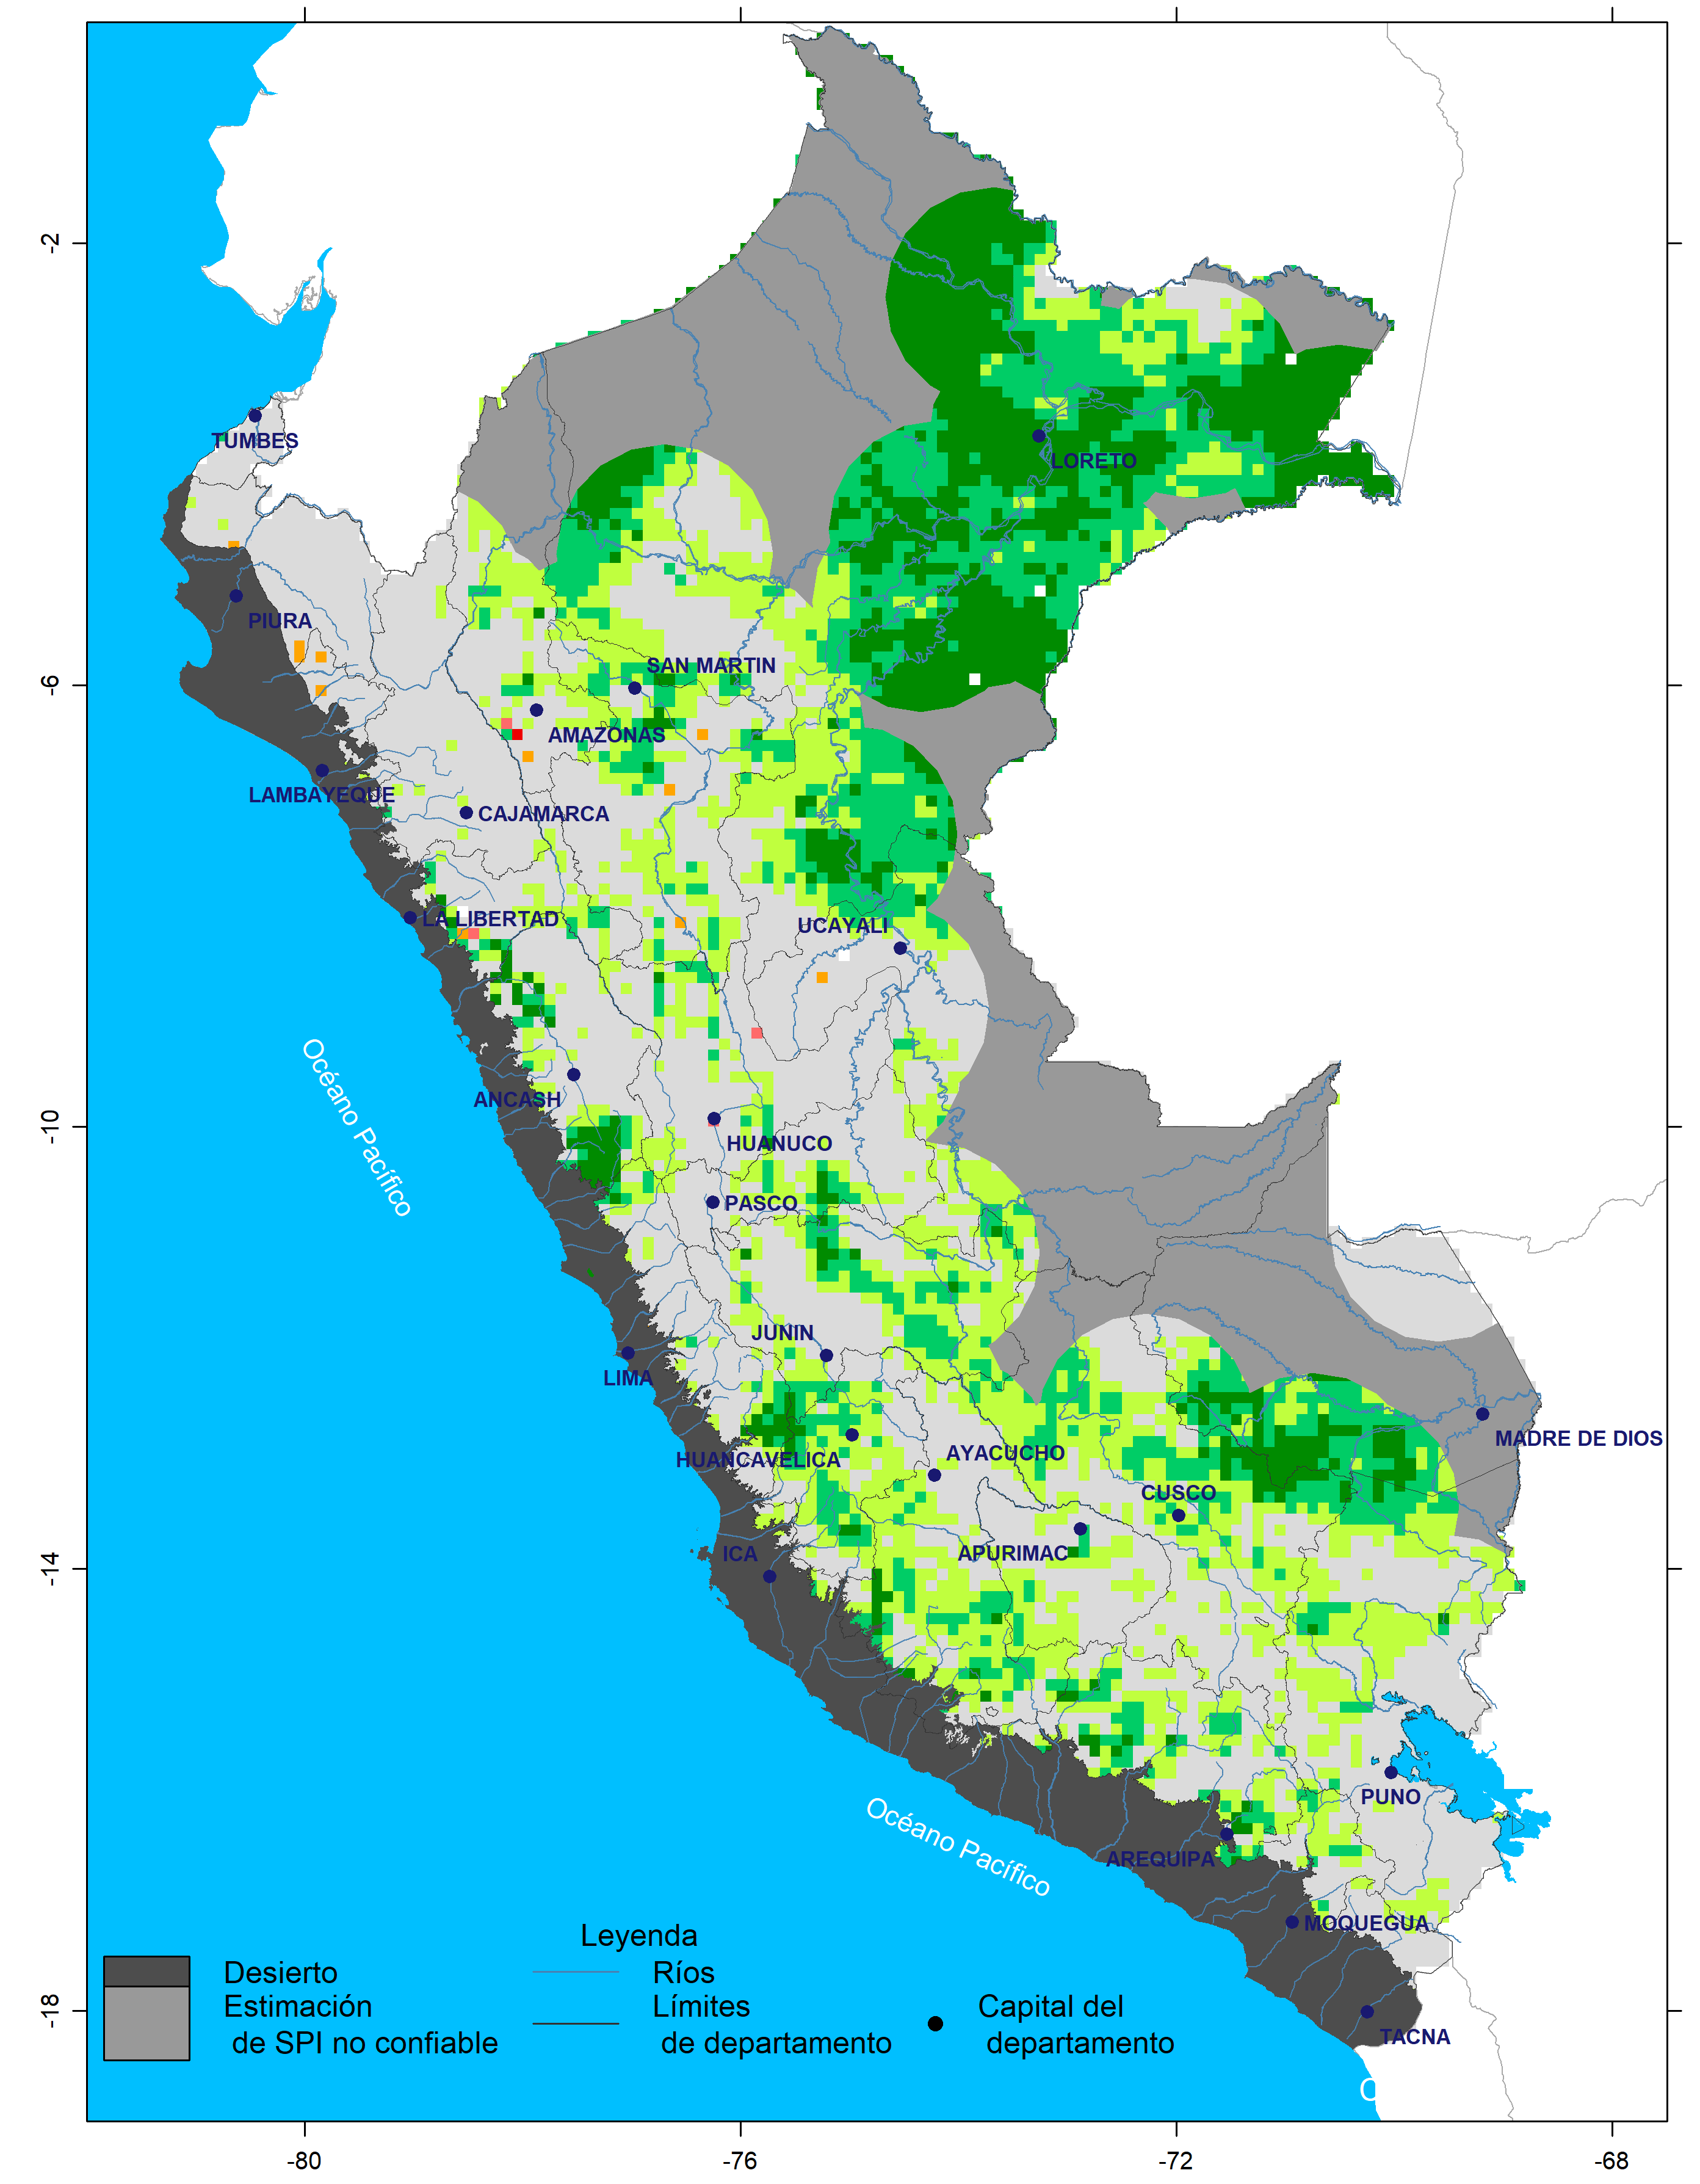 -2
TUMBES
LORETO
PIURA
SAN MARTIN
-6
AMAZONAS
LAMBAYEQUE
CAJAMARCA
LA LIBERTAD
UCAYALI
Océano Pacífico
ANCASH
-10
HUANUCO
PASCO
JUNIN
LIMA
MADRE DE DIOS
HUANCAVELICA
AYACUCHO
CUSCO
ICA
APURIMAC
-14
PUNO
Océano Pacífico
AREQUIPA
MOQUEGUA
Leyenda
Desierto
Ríos
-18
Estimación
de SPI no confiable
Límites
de departamento
Capital del
departamento
TACNA
O
-80
-76
-72
-68